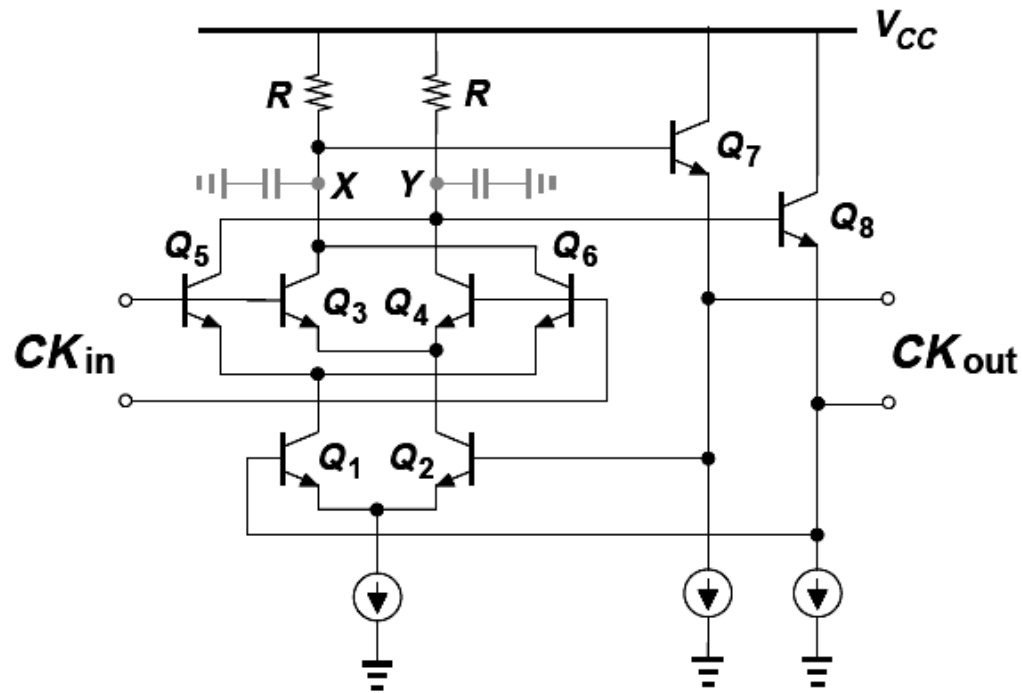 V_CC
R R
Q_7
X Y
Q_8
Q_5 Q_6
Q_3 Q_4
CK_in CK_out
Q_1 Q_2